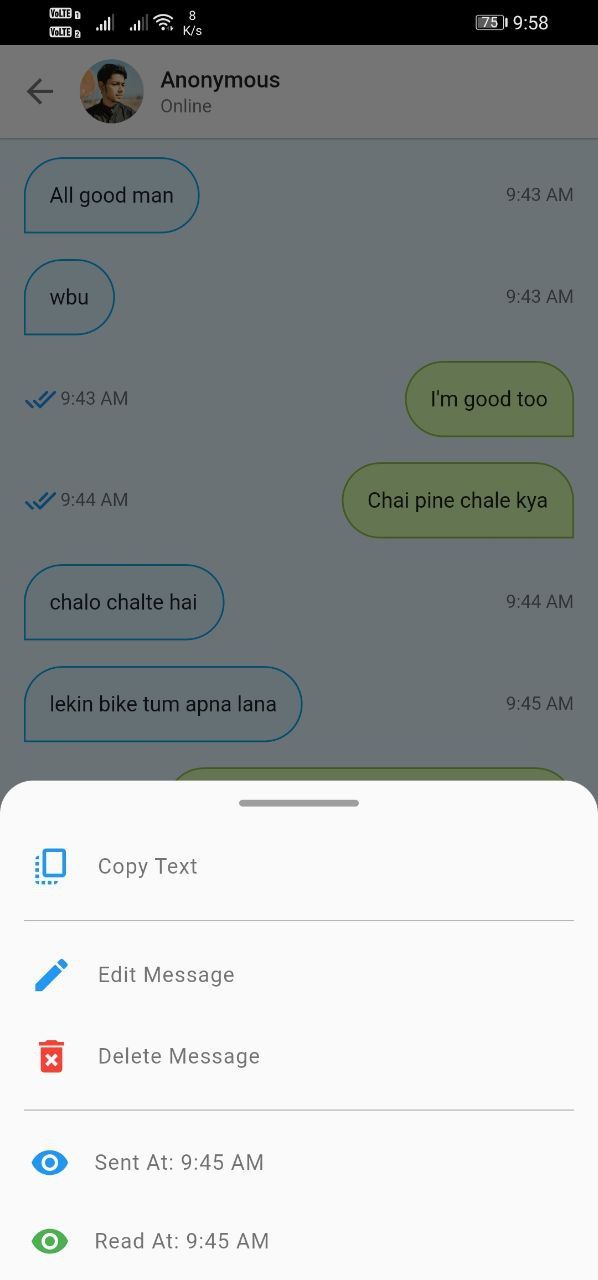 VoLTE 1
VoLTE 2
8
K/s
75
9:58
Anonymous
Online
All good man
9:43 AM
wbu
9:43 AM
9:43 AM
I'm good too
9:44 AM
Chai pine chale kya
chalo chalte hai
9:44 AM
lekin bike tum apna lana
9:45 AM
Copy Text
Edit Message
Delete Message
Sent At: 9:45 AM
Read At: 9:45 AM